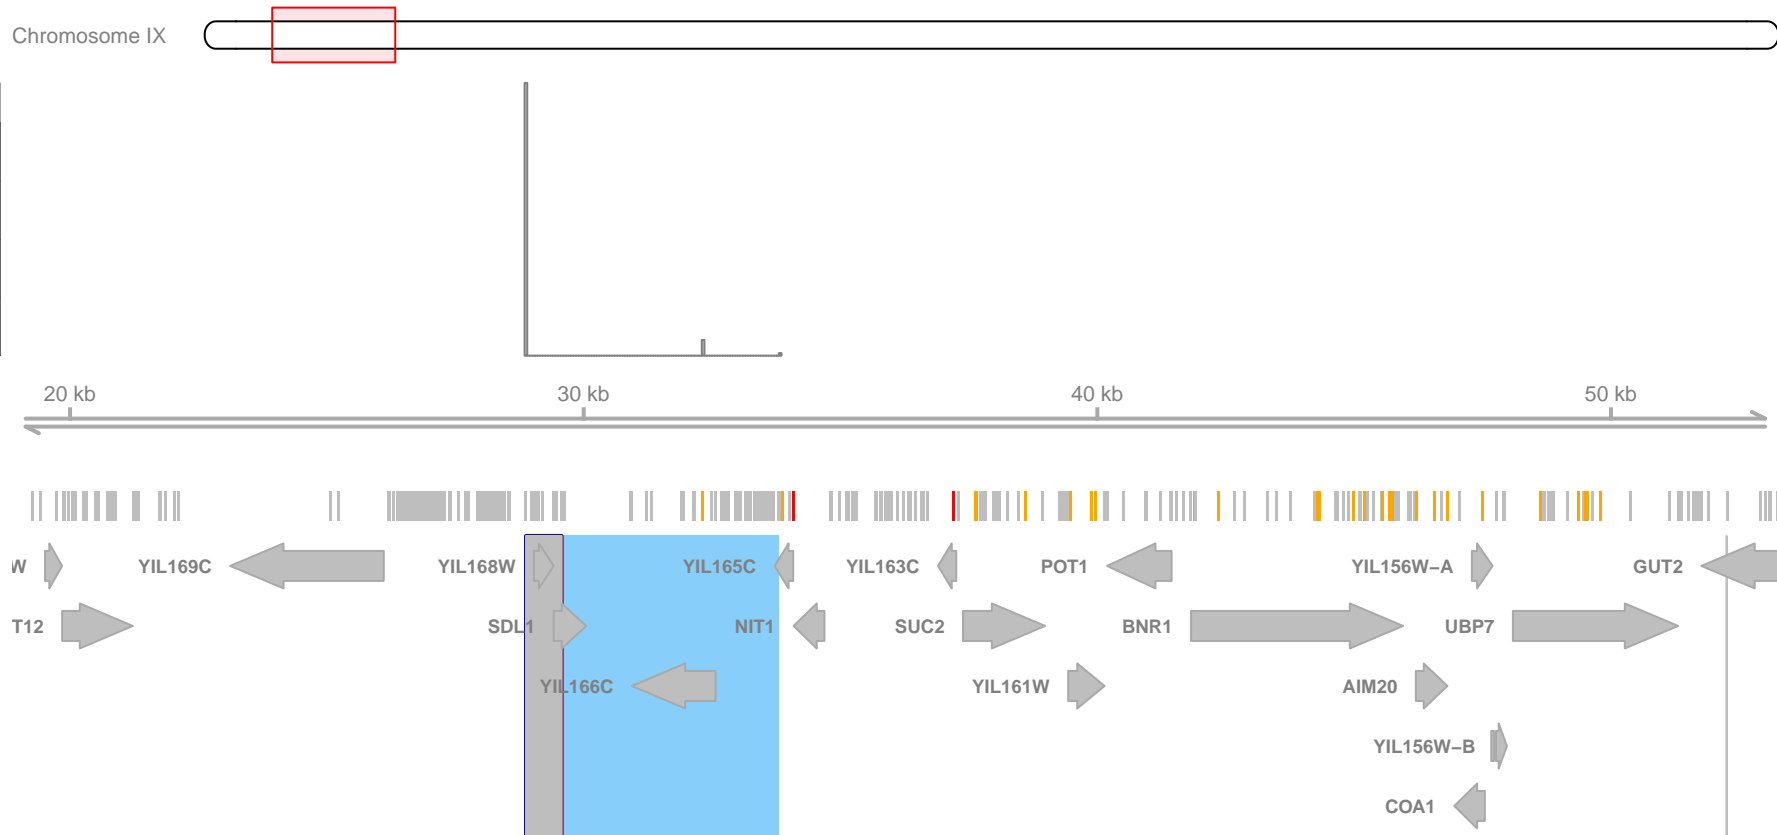 Chromosome IX
20 kb 30 kb 40 kb 50 kb
W YIL169C YIL168W YIL165C YIL163C POT1 YIL156W−A GUT2
T12 SDL1 NIT1 SUC2 BNR1 UBP7
YIL166C YIL161W AIM20
YIL156W−B
COA1